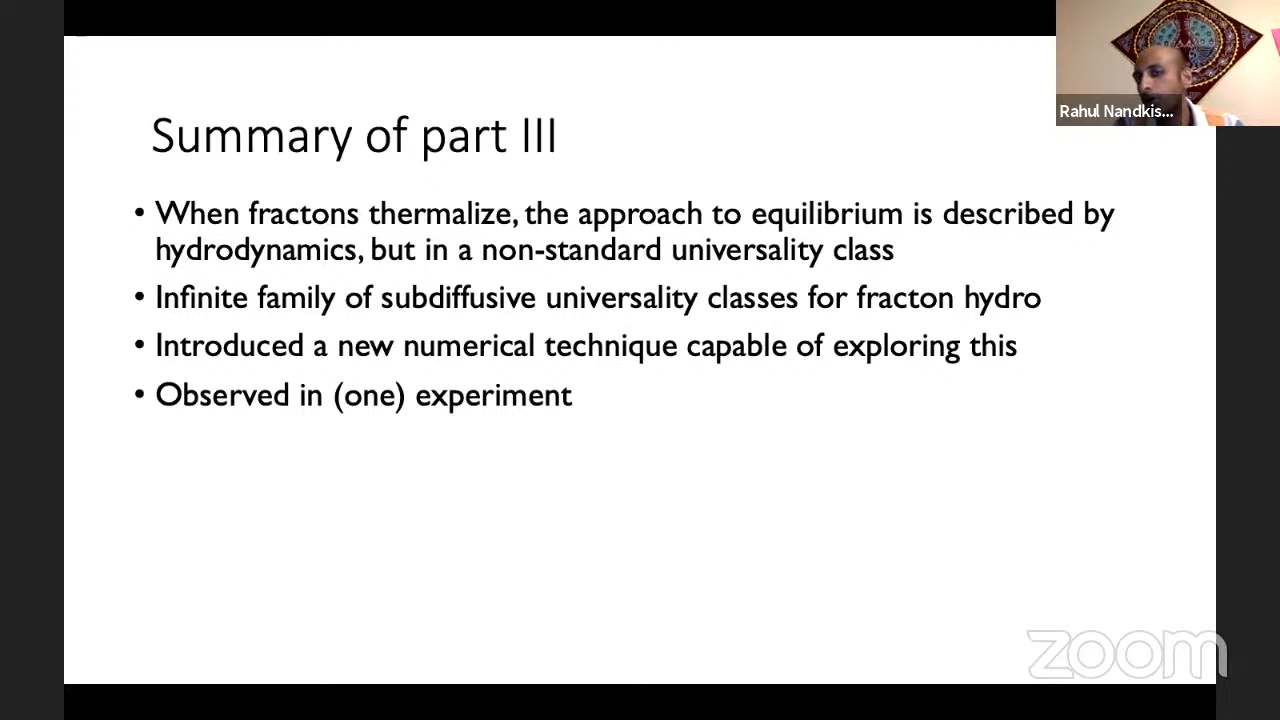 Rahul Nandkis...
Summary of part III
• When fractons thermalize, the approach to equilibrium is described by
hydrodynamics, but in a non-standard universality class
• Infinite family of subdiffusive universality classes for fracton hydro
• Introduced a new numerical technique capable of exploring this
• Observed in (one) experiment
zoom